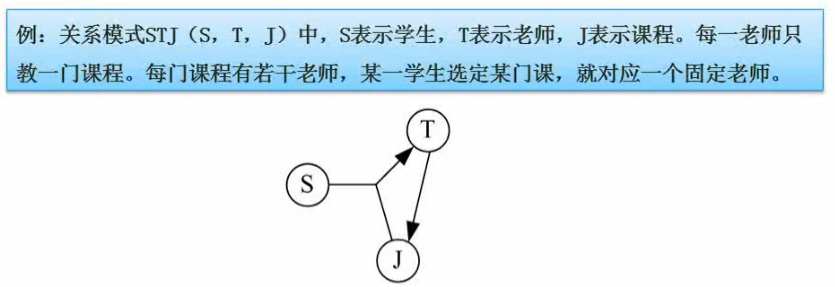 例：关系模式STJ（S，T，J）中，S表示学生，T表示老师，J表示课程。每一老师只
教一门课程。每门课程有若干老师，某一学生选定某门课，就对应一个固定老师。
T
S
J